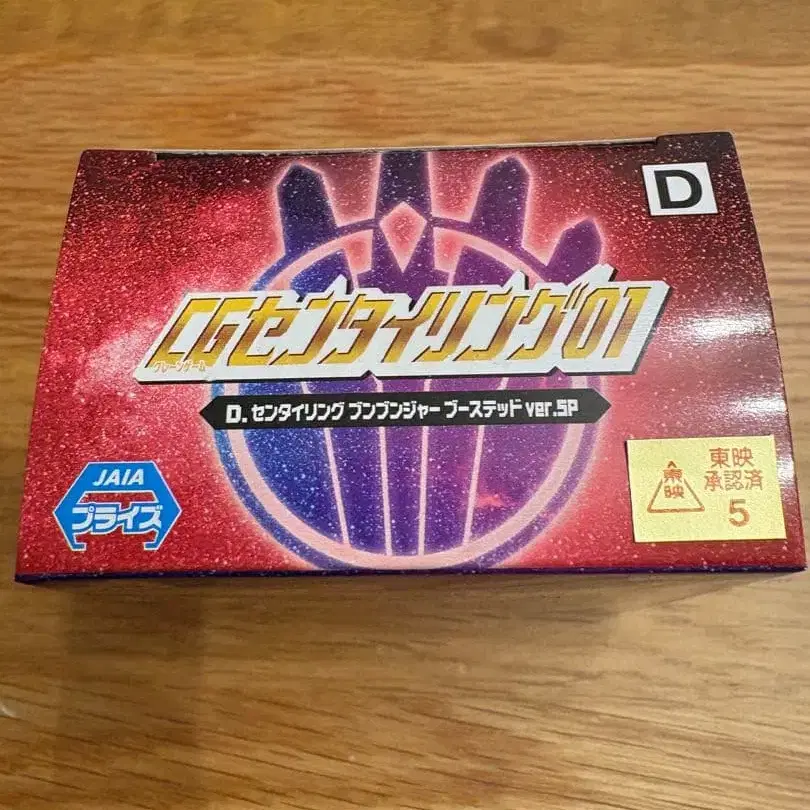 D
CGセンタイリング01
クレーンゲーム
D. センタイリング ブンブンジャー ブーステッド ver.SP
JAIA
プライズ
東映
東映
承認済
5